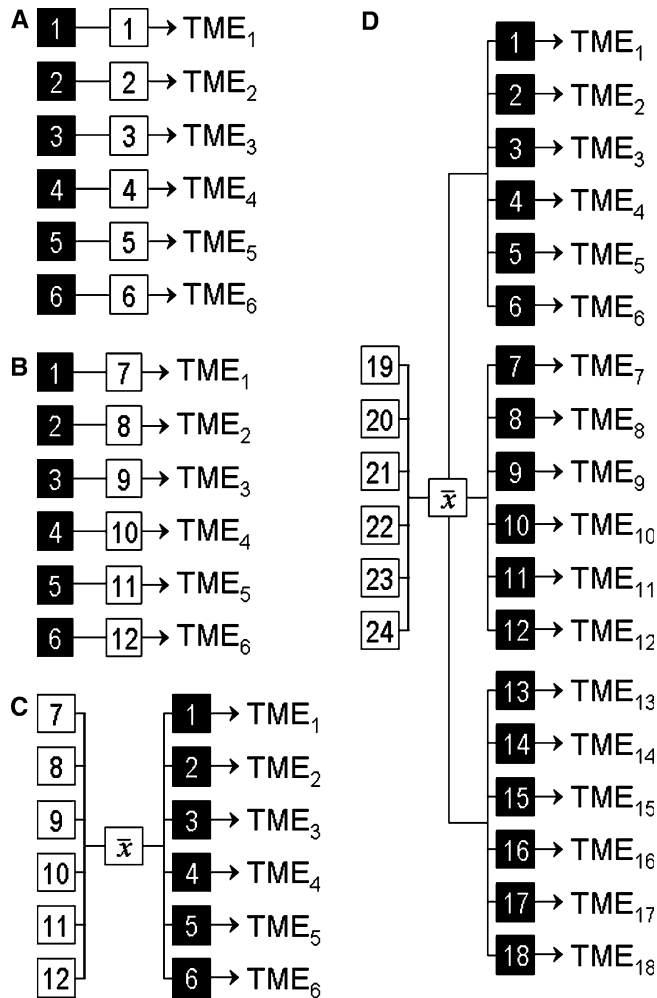 A
1 1 TME1
2 2 TME2
3 3 TME3
4 4 TME4
5 5 TME5
6 6 TME6
B
1 7 TME1
2 8 TME2
3 9 TME3
4 10 TME4
5 11 TME5
6 12 TME6
C
7
8
9
10
11
12
x̄
1 TME1
2 TME2
3 TME3
4 TME4
5 TME5
6 TME6
D
19
20
21
22
23
24
x̄
1 TME1
2 TME2
3 TME3
4 TME4
5 TME5
6 TME6
7 TME7
8 TME8
9 TME9
10 TME10
11 TME11
12 TME12
13 TME13
14 TME14
15 TME15
16 TME16
17 TME17
18 TME18